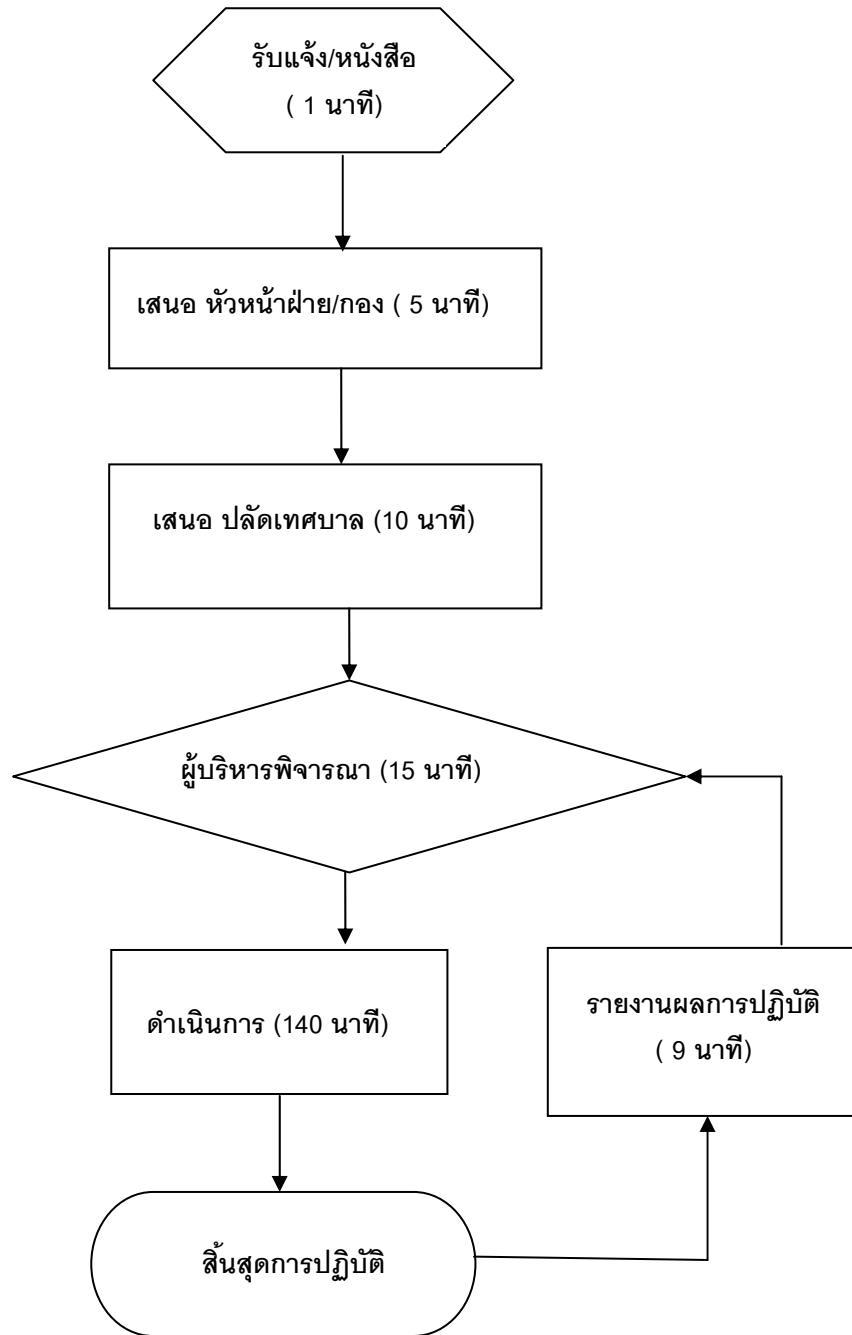 รับแจ้ง/หนังสือ
( 1 นาที)
เสนอ หัวหน้าฝ่าย/กอง ( 5 นาที)
เสนอ ปลัดเทศบาล (10 นาที)
ผู้บริหารพิจารณา (15 นาที)
ดำเนินการ (140 นาที)
รายงานผลการปฏิบัติ
( 9 นาที)
สิ้นสุดการปฏิบัติ